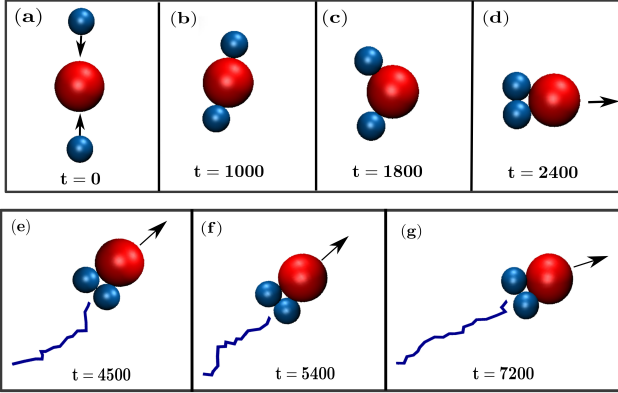 (a)
(b)
(c)
(d)
t = 0
t = 1000
t = 1800
t = 2400
(e)
(f)
(g)
t = 4500
t = 5400
t = 7200